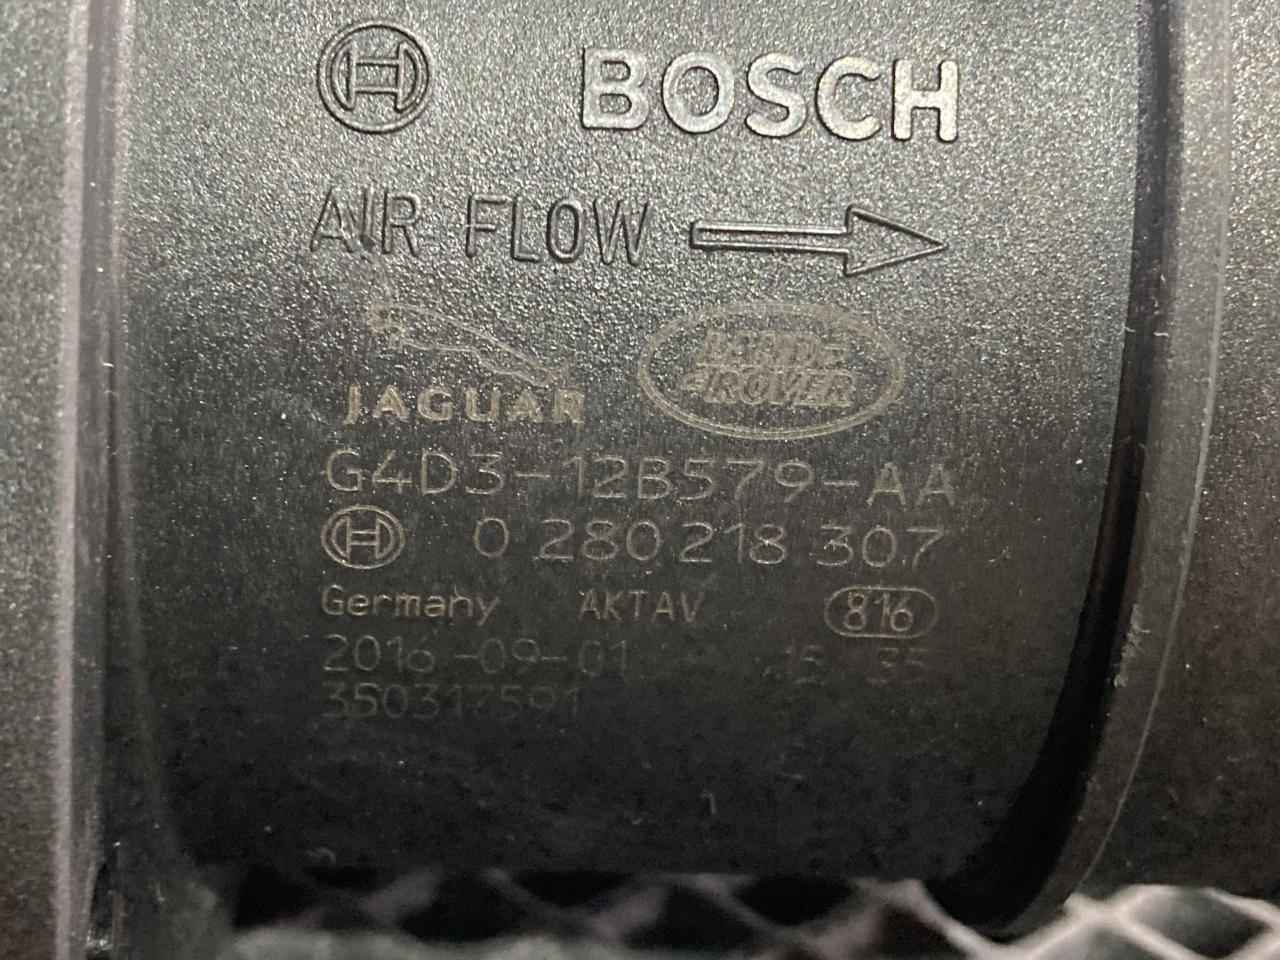 BOSCH
AIR FLOW
JAGUAR
LAND ROVER
G4D3-12B579-AA
0 280 218 307
Germany AKTAV 816
2016-09-01 15 35
350317591